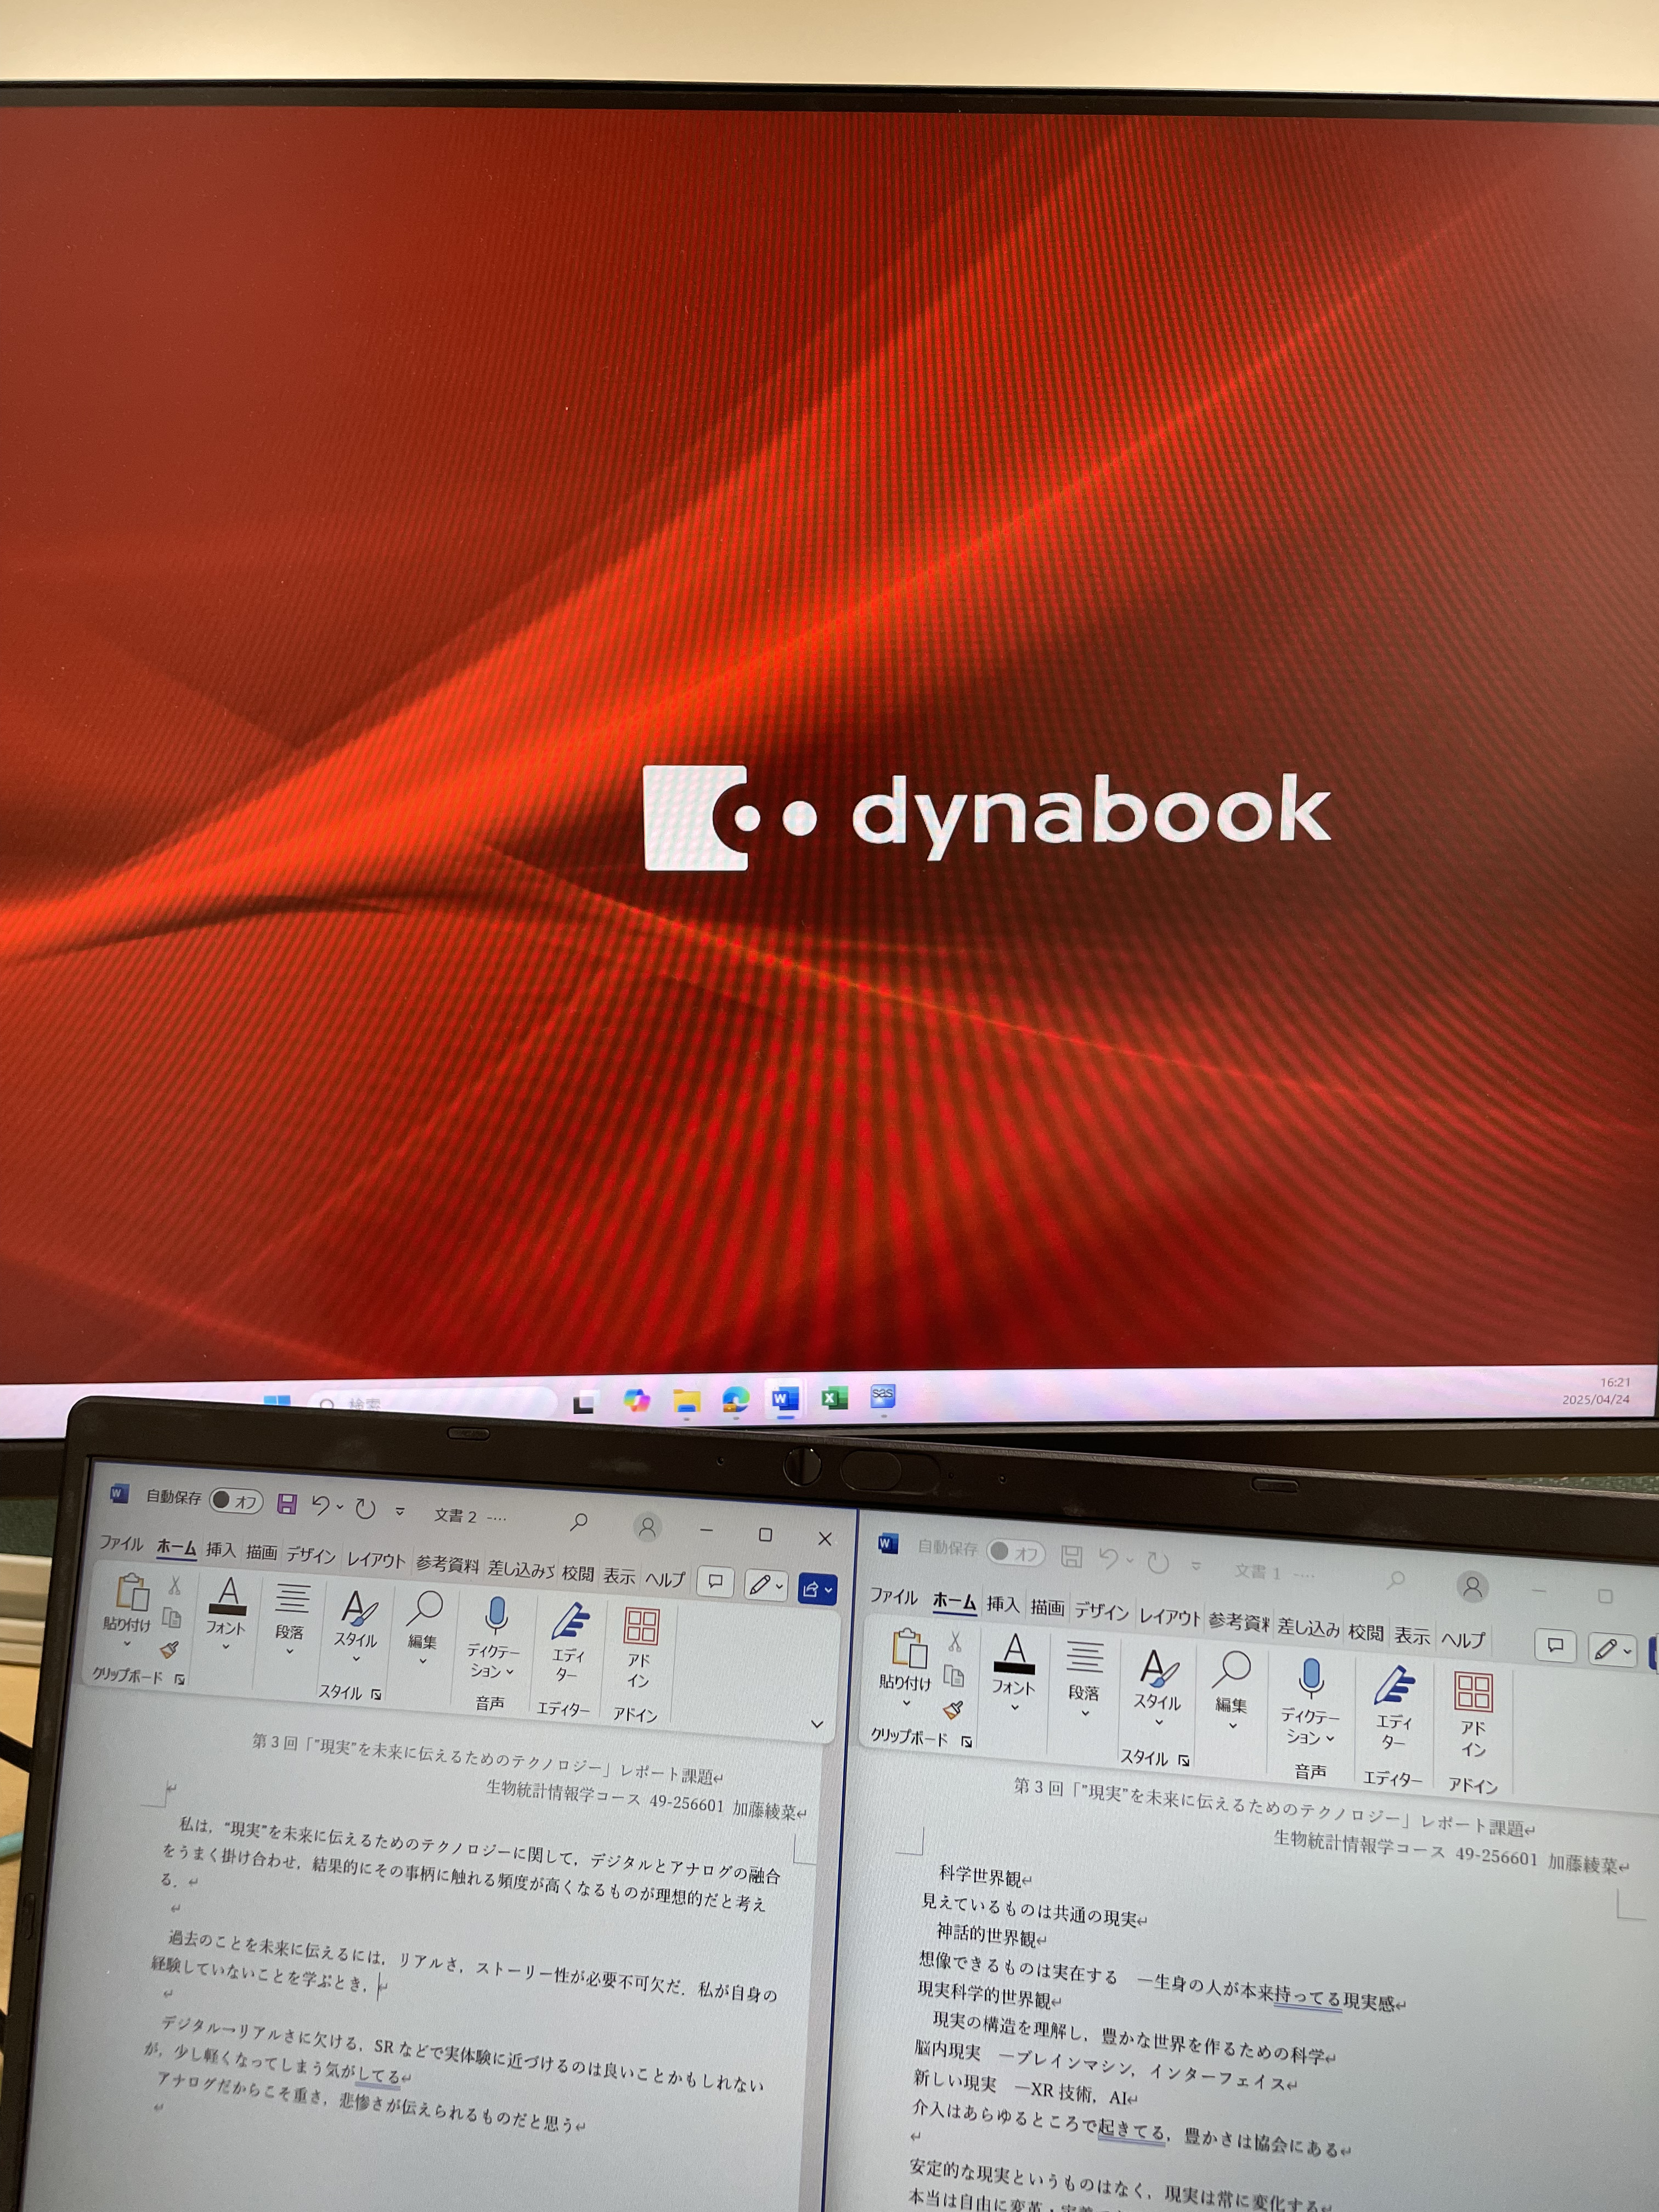 dynabook
検索
16:21
2025/04/24
自動保存 オフ 文書 2 -…
ファイル ホーム 挿入 描画 デザイン レイアウト 参考資料 差し込み 校閲 表示 ヘルプ
貼り付け フォント 段落 スタイル 編集 ディクテーション エディター アドイン
クリップボード スタイル 音声 エディター アドイン
第 3 回「”現実”を未来に伝えるためのテクノロジー」レポート課題↵
生物統計情報学コース 49-256601 加藤綾菜↵
私は，“現実”を未来に伝えるためのテクノロジーに関して，デジタルとアナログの融合
をうまく掛け合わせ，結果的にその事柄に触れる頻度が高くなるものが理想的だと考え
る．↵
過去のことを未来に伝えるには，リアルさ，ストーリー性が必要不可欠だ．私が自身の
経験していないことを学ぶとき，↵
デジタル→リアルさに欠ける，SR などで実体験に近づけるのは良いことかもしれない
が，少し軽くなってしまう気がしてる↵
アナログだからこそ重さ，悲惨さが伝えられるものだと思う↵
自動保存 オフ 文書 1 -…
ファイル ホーム 挿入 描画 デザイン レイアウト 参考資料 差し込み 校閲 表示 ヘルプ
貼り付け フォント 段落 スタイル 編集 ディクテーション エディター アドイン
クリップボード スタイル 音声 エディター アドイン
第 3 回「”現実”を未来に伝えるためのテクノロジー」レポート課題↵
生物統計情報学コース 49-256601 加藤綾菜↵
科学世界観↵
見えているものは共通の現実↵
神話的世界観↵
想像できるものは実在する　―生身の人が本来持ってる現実感↵
現実科学的世界観↵
現実の構造を理解し，豊かな世界を作るための科学↵
脳内現実　―ブレインマシン，インターフェイス↵
新しい現実　―XR 技術，AI↵
介入はあらゆるところで起きてる，豊かさは協会にある↵
安定的な現実というものはなく，現実は常に変化する↵
本当は自由に変革・定義